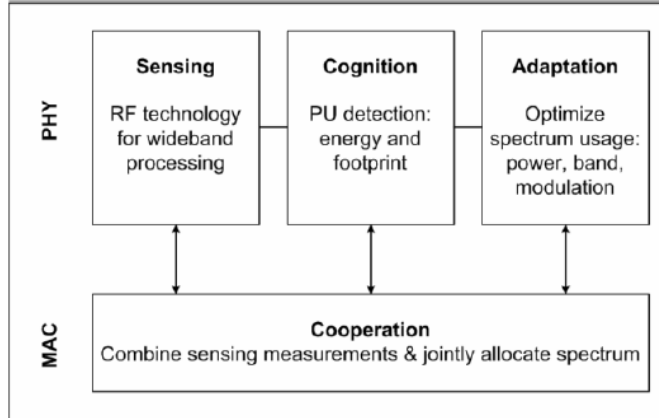 PHY
Sensing
RF technology
for wideband
processing
Cognition
PU detection:
energy and
footprint
Adaptation
Optimize
spectrum usage:
power, band,
modulation
MAC
Cooperation
Combine sensing measurements & jointly allocate spectrum